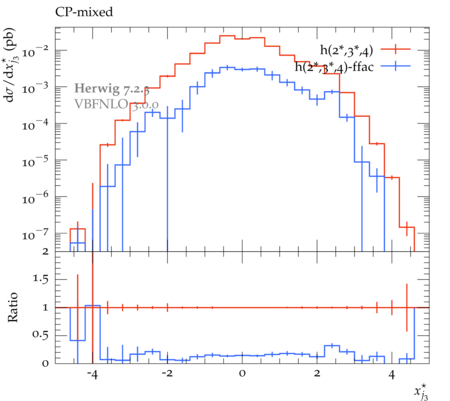 CP-mixed
dσ/dx⋆j₃ (pb)
10⁻²
10⁻³
10⁻⁴
10⁻⁵
10⁻⁶
10⁻⁷
h(2*,3*,4)
h(2*,3*,4)-ffac
Herwig 7.2.3
VBFNLO 3.0.0
Ratio
2
1.5
1
0.5
0
-4 -2 0 2 4
x⋆j₃